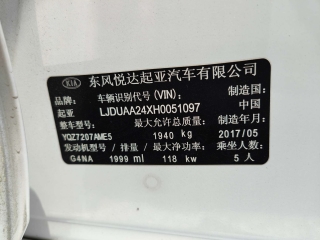 KIA 东风悦达起亚汽车有限公司
品牌: 车辆识别代号(VIN): 制造国:
起亚 LJDUAA24XH0051097 中国
整车型号: 最大允许总质量: 制造年月:
YQZ7207AME5 1940 kg 2017/05
发动机型号/排量/最大净功率: 乘坐人数:
G4NA 1999 ml 118 kw 5人